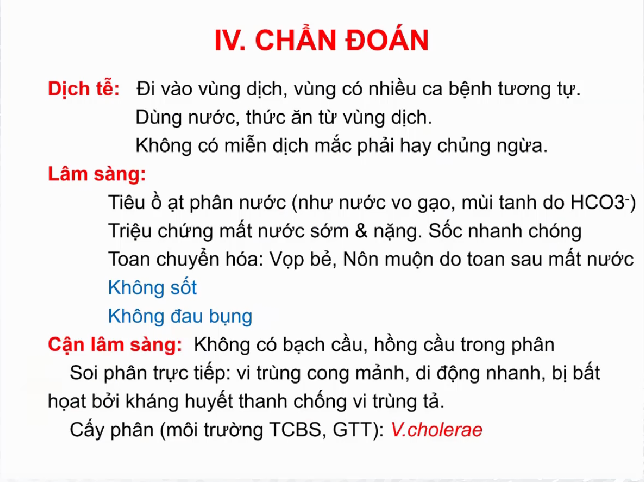 IV. CHẨN ĐOÁN
Dịch tễ: Đi vào vùng dịch, vùng có nhiều ca bệnh tương tự.
Dùng nước, thức ăn từ vùng dịch.
Không có miễn dịch mắc phải hay chủng ngừa.
Lâm sàng:
Tiêu ồ ạt phân nước (như nước vo gạo, mùi tanh do HCO3-)
Triệu chứng mất nước sớm & nặng. Sốc nhanh chóng
Toan chuyển hóa: Vọp bẻ, Nôn muộn do toan sau mất nước
Không sốt
Không đau bụng
Cận lâm sàng: Không có bạch cầu, hồng cầu trong phân
Soi phân trực tiếp: vi trùng cong mảnh, di động nhanh, bị bất
họat bởi kháng huyết thanh chống vi trùng tả.
Cấy phân (môi trường TCBS, GTT): V.cholerae